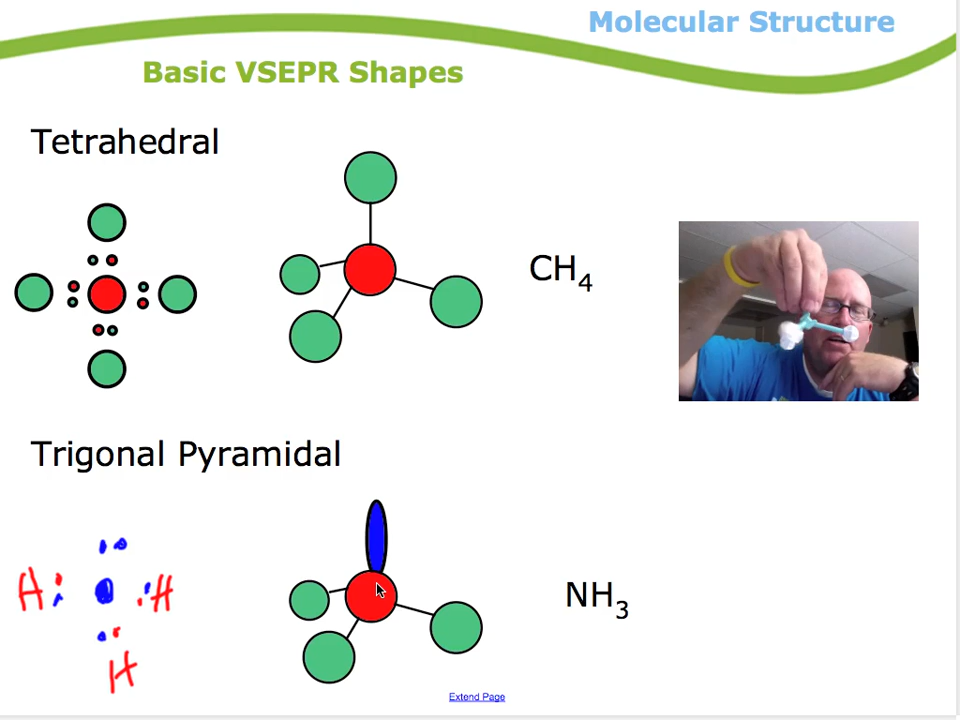 Molecular Structure
Basic VSEPR Shapes
Tetrahedral
CH4
Trigonal Pyramidal
H H
NH3
H
Extend Page